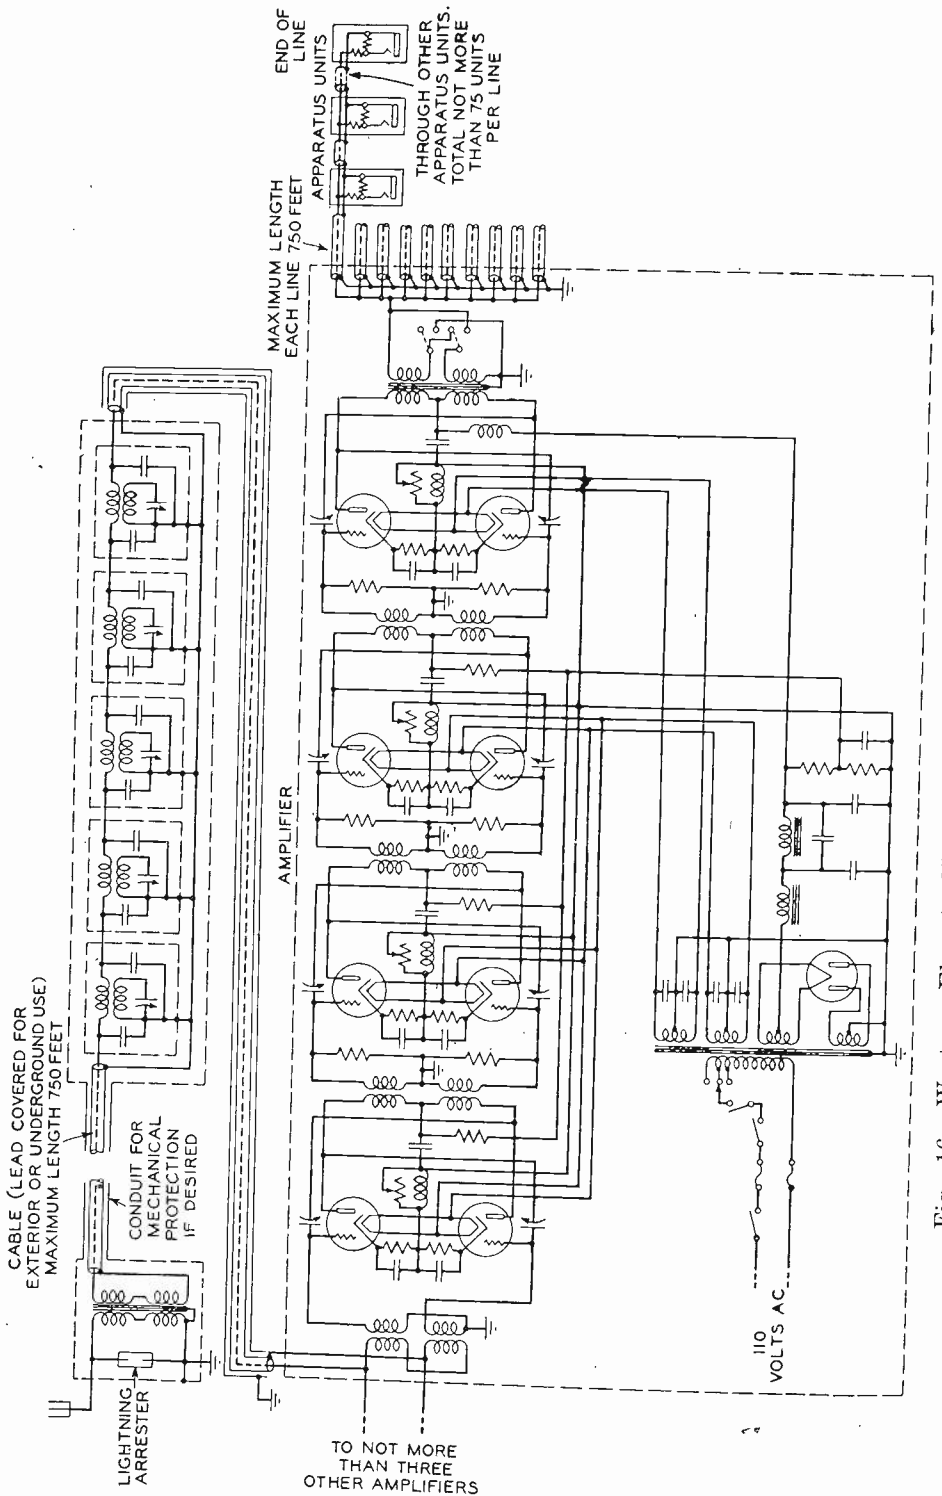 END OF
LINE
APPARATUS UNITS
THROUGH OTHER
APPARATUS UNITS.
TOTAL NOT MORE
THAN 75 UNITS
PER LINE
MAXIMUM LENGTH
EACH LINE 750 FEET
CABLE (LEAD COVERED FOR
EXTERIOR OR UNDERGROUND USE)
MAXIMUM LENGTH 750 FEET
CONDUIT FOR
MECHANICAL
PROTECTION
IF DESIRED
LIGHTNING
ARRESTER
AMPLIFIER
110
VOLTS AC
TO NOT MORE
THAN THREE
OTHER AMPLIFIERS